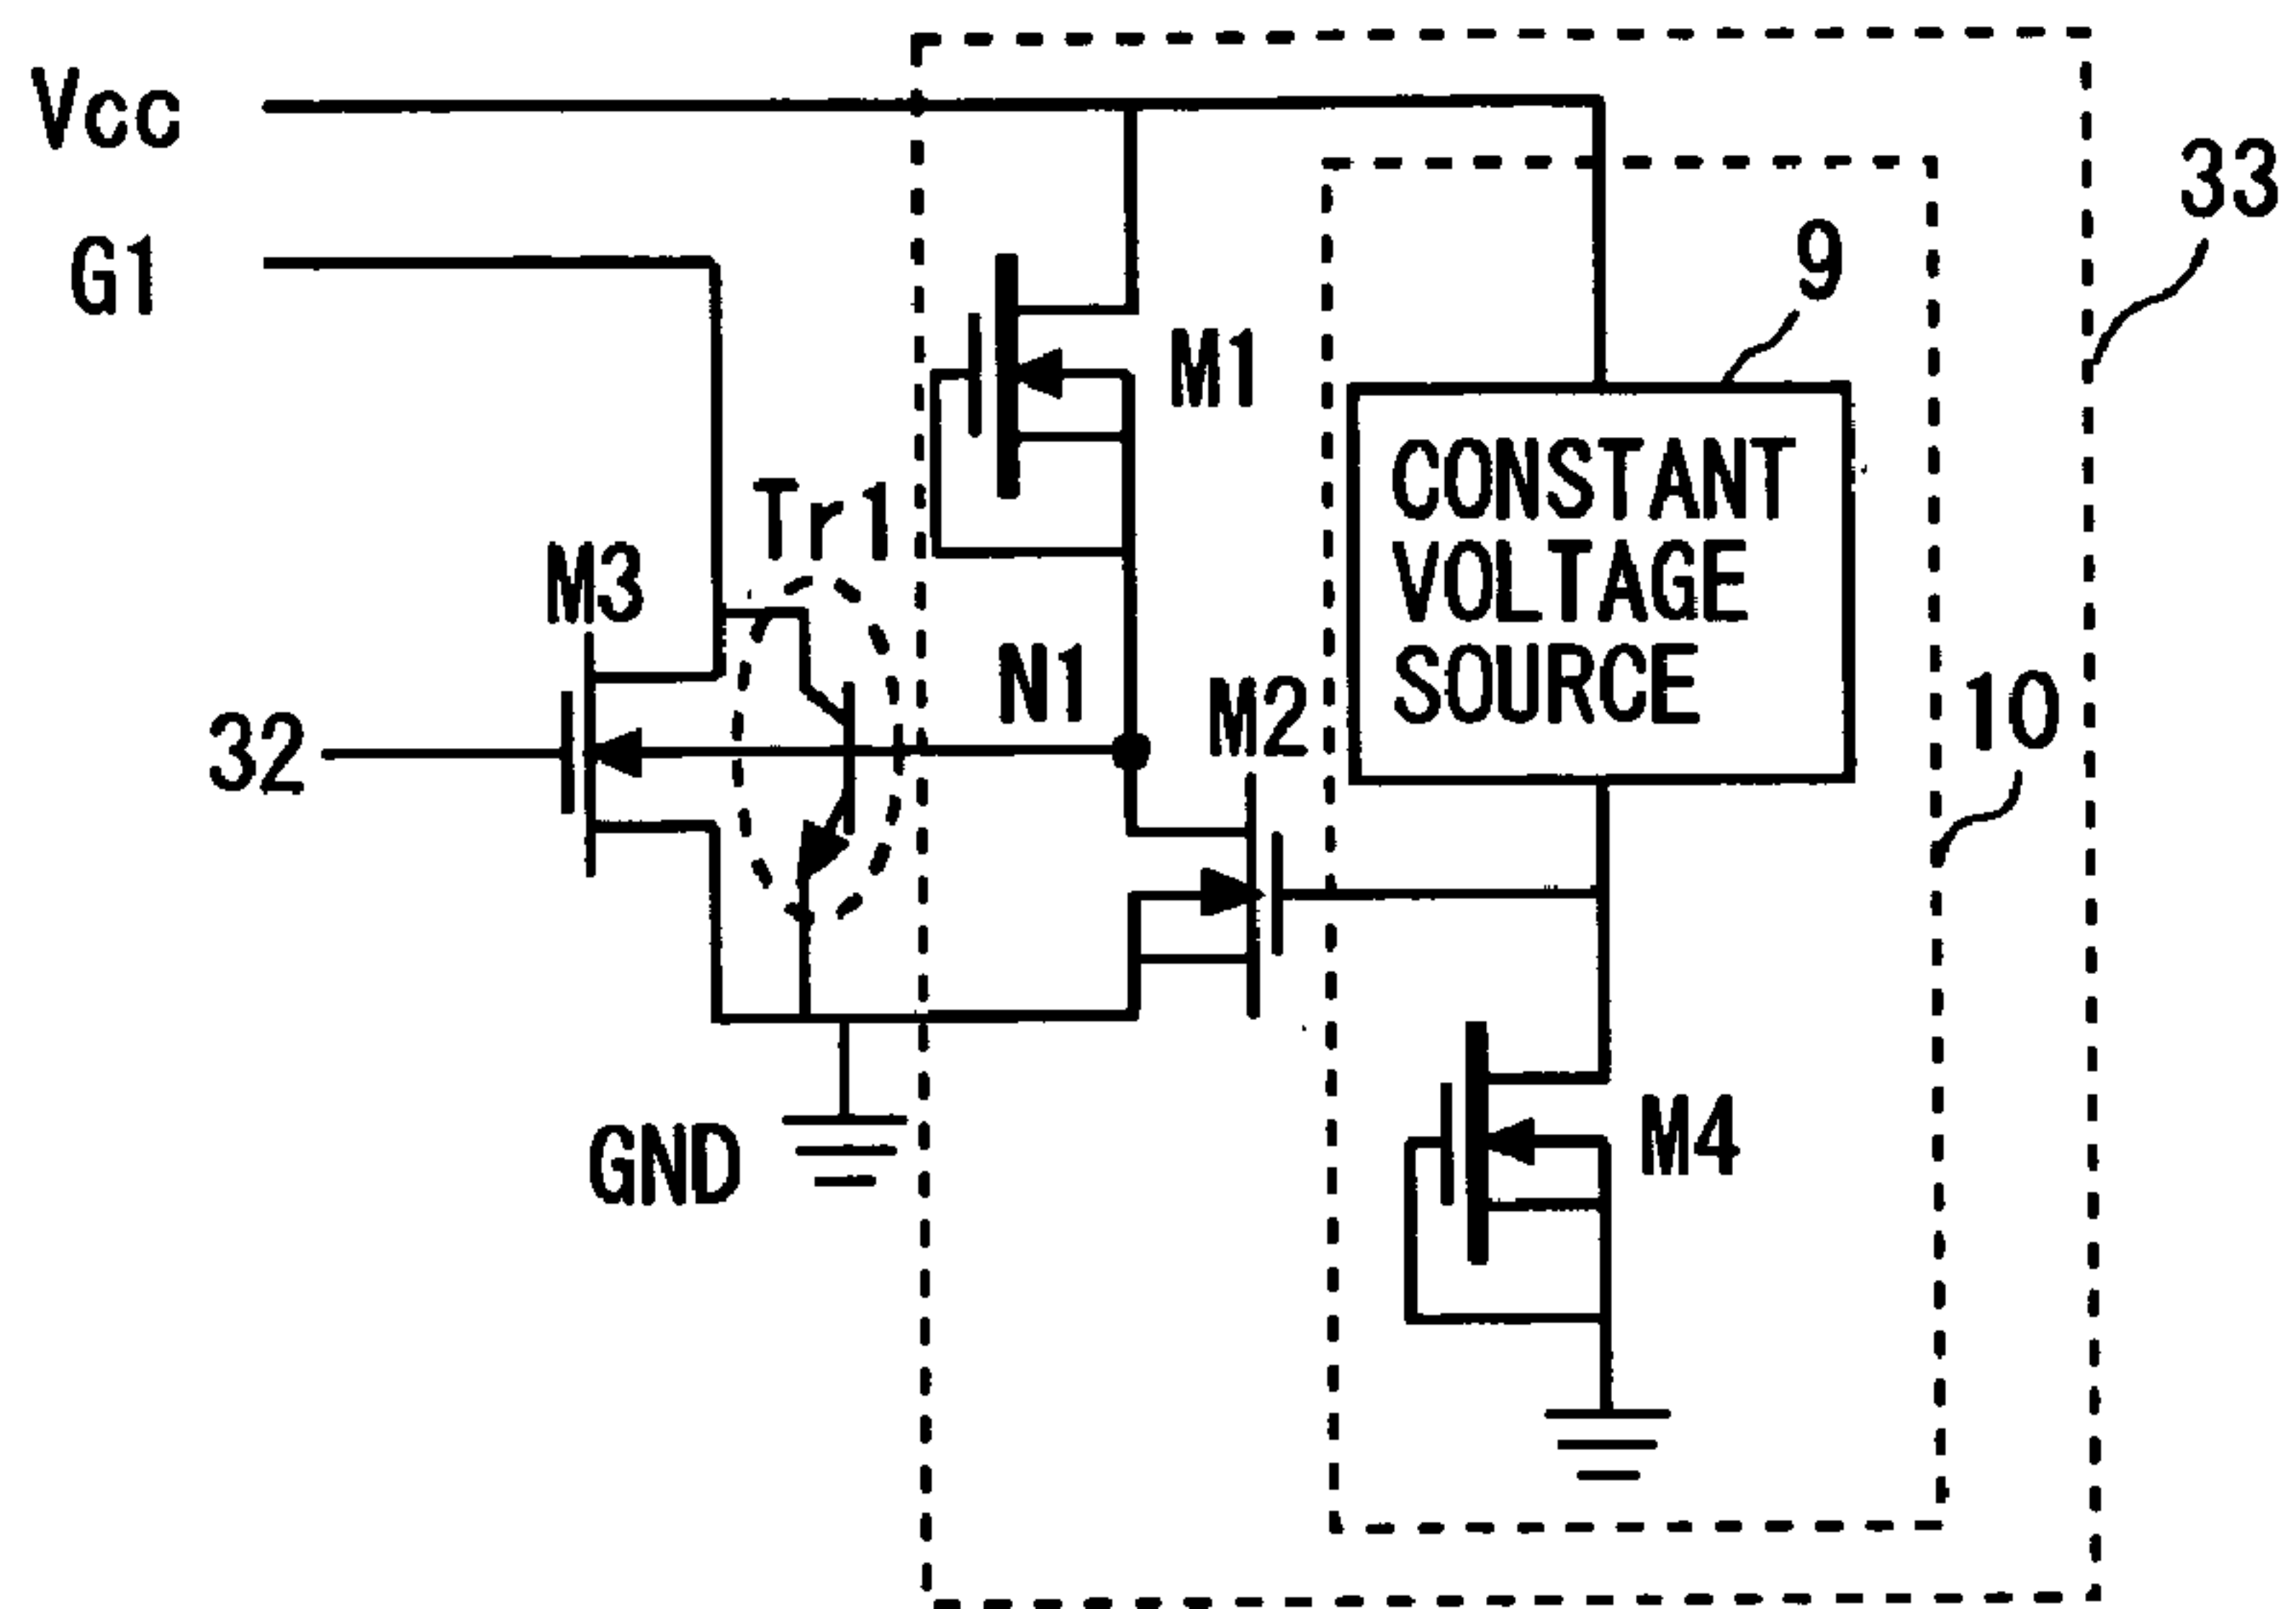 Vcc
33
G1
9
M1
CONSTANT
VOLTAGE
SOURCE
Tr1
M3
N1
M2
10
32
M4
GND